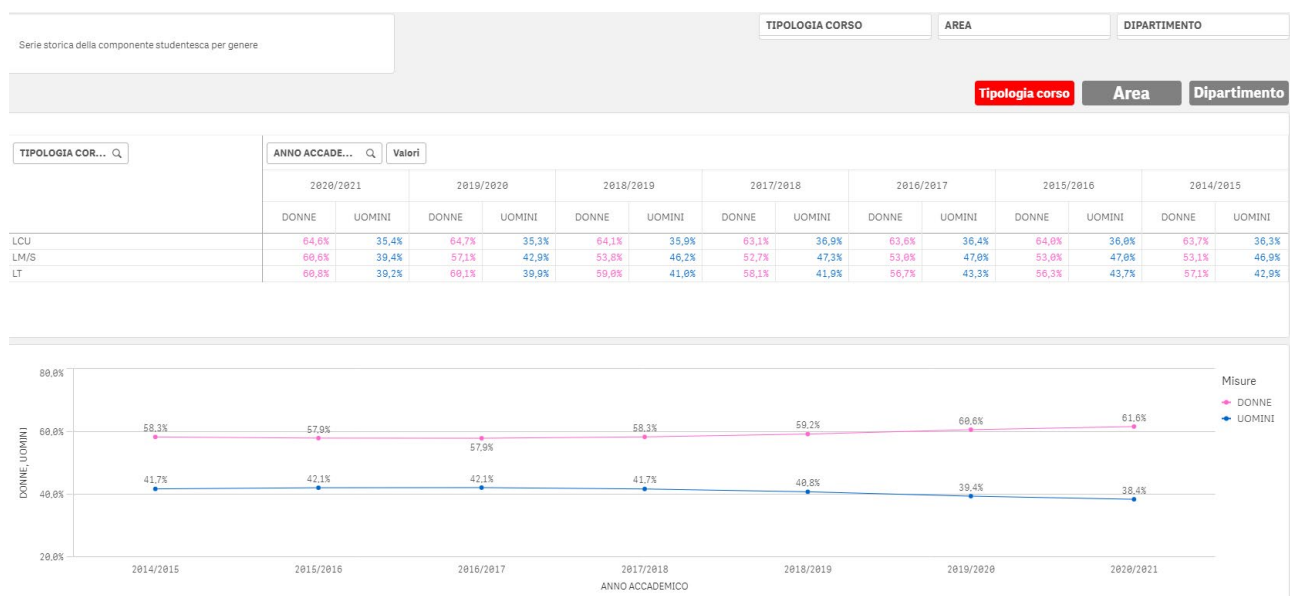 Serie storica della componente studentesca per genere
TIPOLOGIA CORSO AREA DIPARTIMENTO
Tipologia corso Area Dipartimento
TIPOLOGIA COR... ANNO ACCADE... Valori
2020/2021 2019/2020 2018/2019 2017/2018 2016/2017 2015/2016 2014/2015
DONNE UOMINI DONNE UOMINI DONNE UOMINI DONNE UOMINI DONNE UOMINI DONNE UOMINI DONNE UOMINI
LCU 64,6% 35,4% 64,7% 35,3% 64,1% 35,9% 63,1% 36,9% 63,6% 36,4% 64,0% 36,0% 63,7% 36,3%
LM/S 60,6% 39,4% 57,1% 42,9% 53,8% 46,2% 52,7% 47,3% 53,0% 47,0% 53,0% 47,0% 53,1% 46,9%
LT 60,8% 39,2% 60,1% 39,9% 59,0% 41,0% 58,1% 41,9% 56,7% 43,3% 56,3% 43,7% 57,1% 42,9%
80,0%
60,0%
40,0%
20,0%
DONNE, UOMINI
58,3% 57,9% 57,9% 58,3% 59,2% 60,6% 61,6%
41,7% 42,1% 42,1% 41,7% 40,8% 39,4% 38,4%
2014/2015 2015/2016 2016/2017 2017/2018 2018/2019 2019/2020 2020/2021
ANNO ACCADEMICO
Misure
DONNE
UOMINI